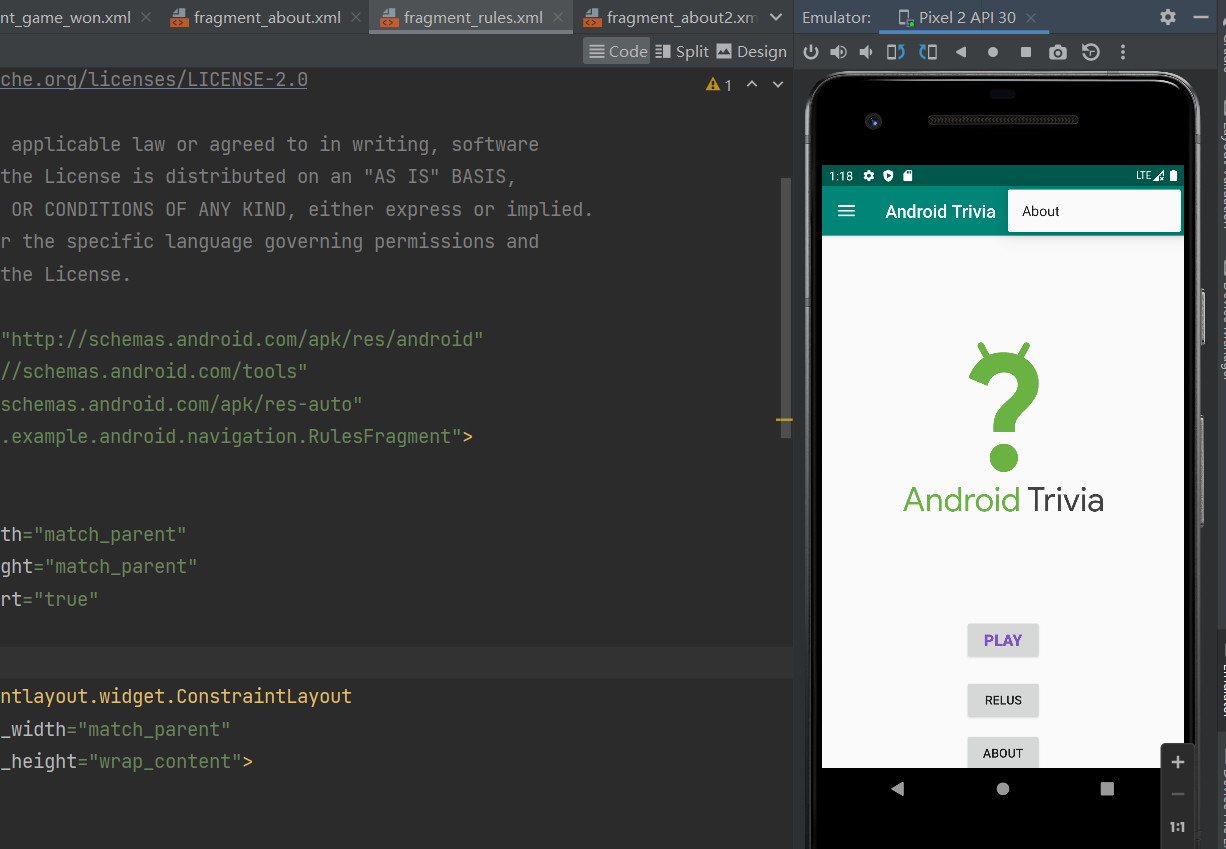 nt_game_won.xml
fragment_about.xml
fragment_rules.xml
fragment_about2.xm
Emulator:
Pixel 2 API 30
Code
Split
Design
che.org/licenses/LICENSE-2.0
1
applicable law or agreed to in writing, software
the License is distributed on an "AS IS" BASIS,
OR CONDITIONS OF ANY KIND, either express or implied.
r the specific language governing permissions and
the License.
"http://schemas.android.com/apk/res/android"
//schemas.android.com/tools"
schemas.android.com/apk/res-auto"
.example.android.navigation.RulesFragment">
th="match_parent"
ght="match_parent"
rt="true"
ntlayout.widget.ConstraintLayout
_width="match_parent"
_height="wrap_content">
1:18
LTE
Android Trivia
About
Android Trivia
PLAY
RELUS
ABOUT
1:1